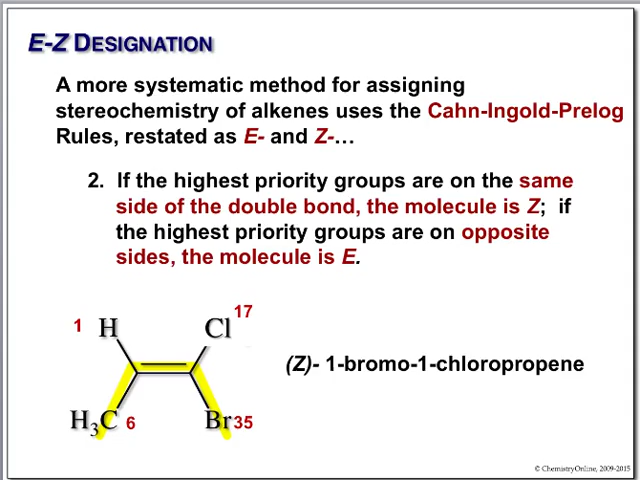 E-Z DESIGNATION
A more systematic method for assigning
stereochemistry of alkenes uses the Cahn-Ingold-Prelog
Rules, restated as E- and Z-…
2. If the highest priority groups are on the same
side of the double bond, the molecule is Z; if
the highest priority groups are on opposite
sides, the molecule is E.
1 H Cl 17
(Z)- 1-bromo-1-chloropropene
H₃C 6 Br 35
© ChemistryOnline, 2009-2015